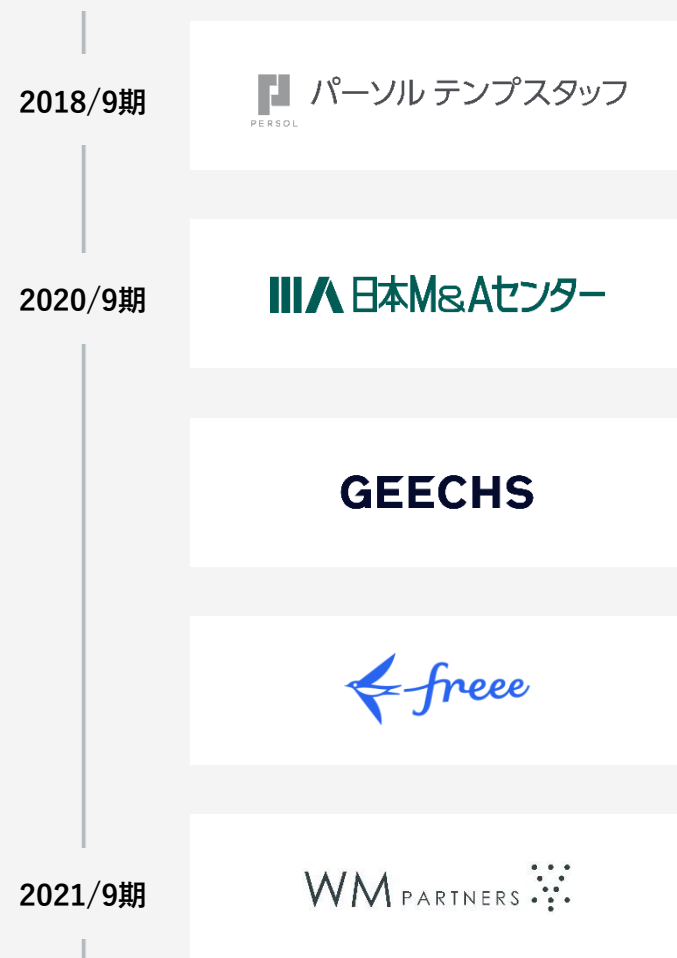 2018/9期
パーソル テンプスタッフ
PERSOL
2020/9期
日本M&Aセンター
GEECHS
freee
2021/9期
WM PARTNERS